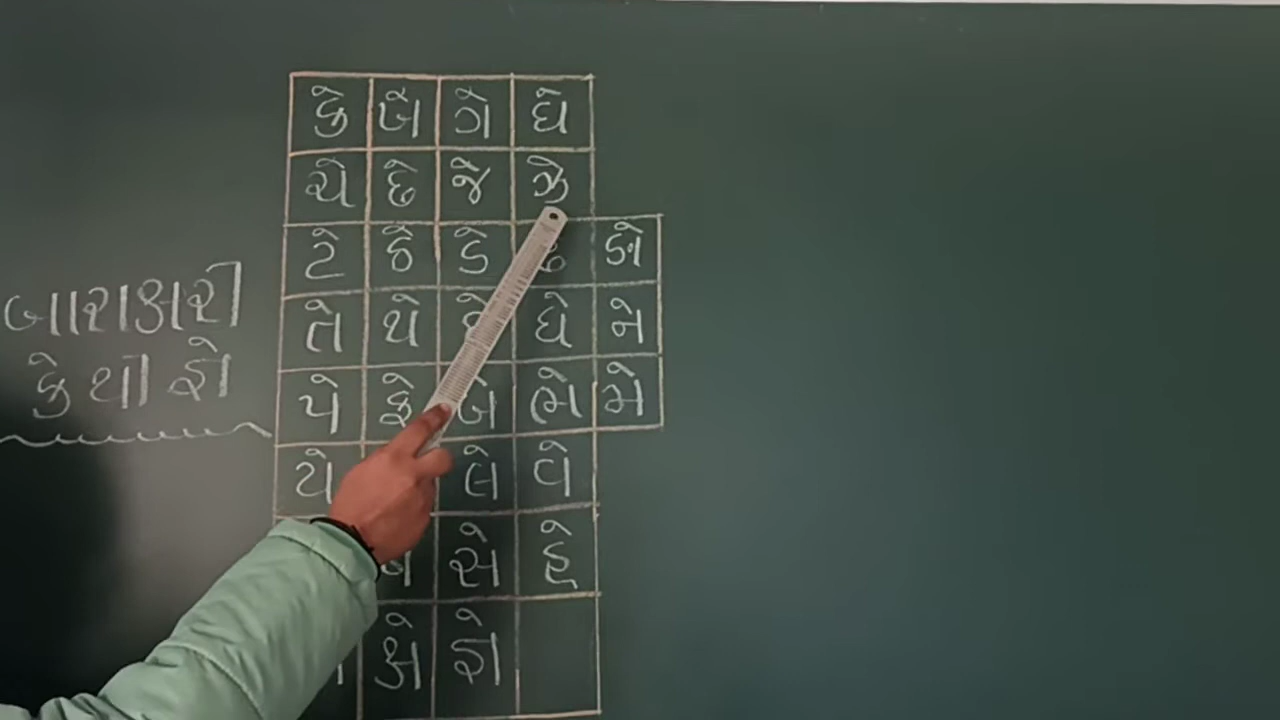 કે ખે ગે ઘે
ચે છે જે ઝે
ટે ઠે ડે ઢે ણે
તે થે દે ધે ને
પે ફે બે ભે મે
યે લે વે
ષે સે હે
ક્ષે જ્ઞે
બારાક્ષરી
કે થી જ્ઞે